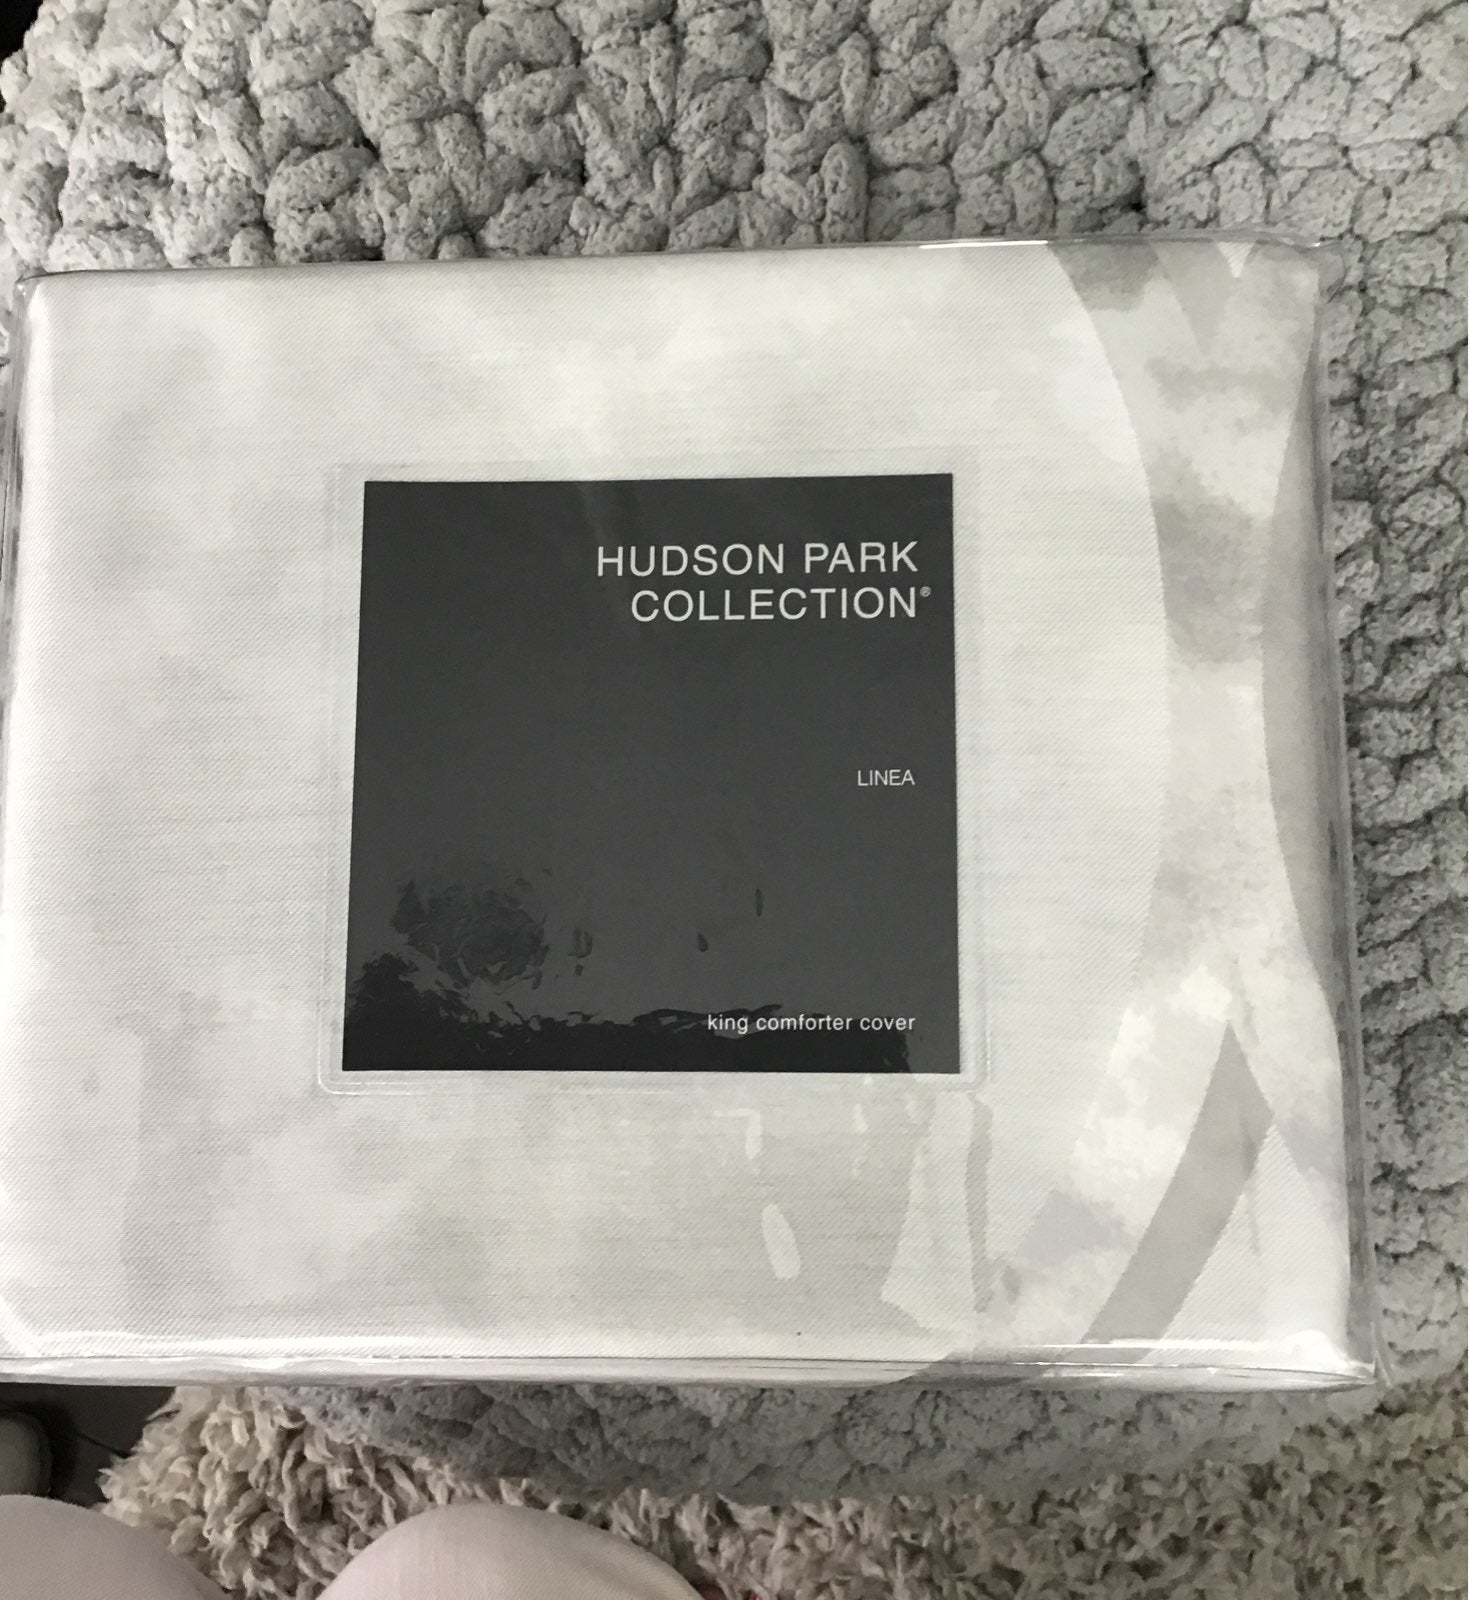 HUDSON PARK
COLLECTION®
LINEA
king comforter cover